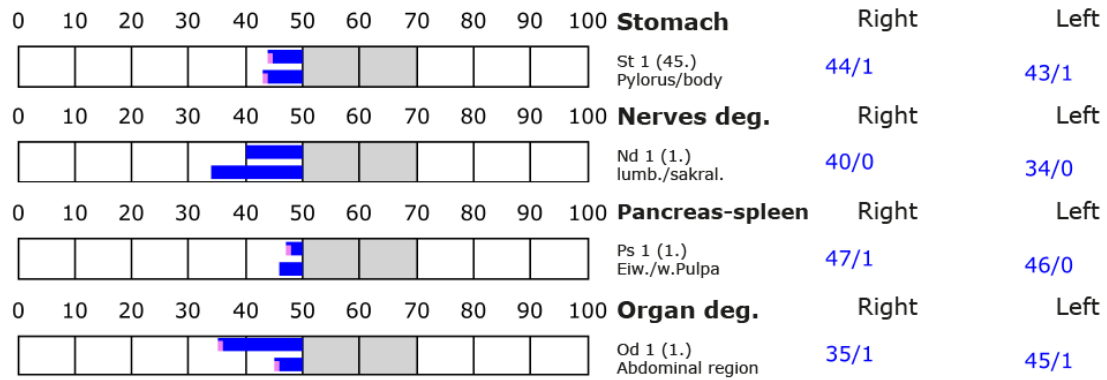 0 10 20 30 40 50 60 70 80 90 100 Stomach Right Left
St 1 (45.) 44/1 43/1
Pylorus/body
0 10 20 30 40 50 60 70 80 90 100 Nerves deg. Right Left
Nd 1 (1.) 40/0 34/0
lumb./sakral.
0 10 20 30 40 50 60 70 80 90 100 Pancreas-spleen Right Left
Ps 1 (1.) 47/1 46/0
Eiw./w.Pulpa
0 10 20 30 40 50 60 70 80 90 100 Organ deg. Right Left
Od 1 (1.) 35/1 45/1
Abdominal region